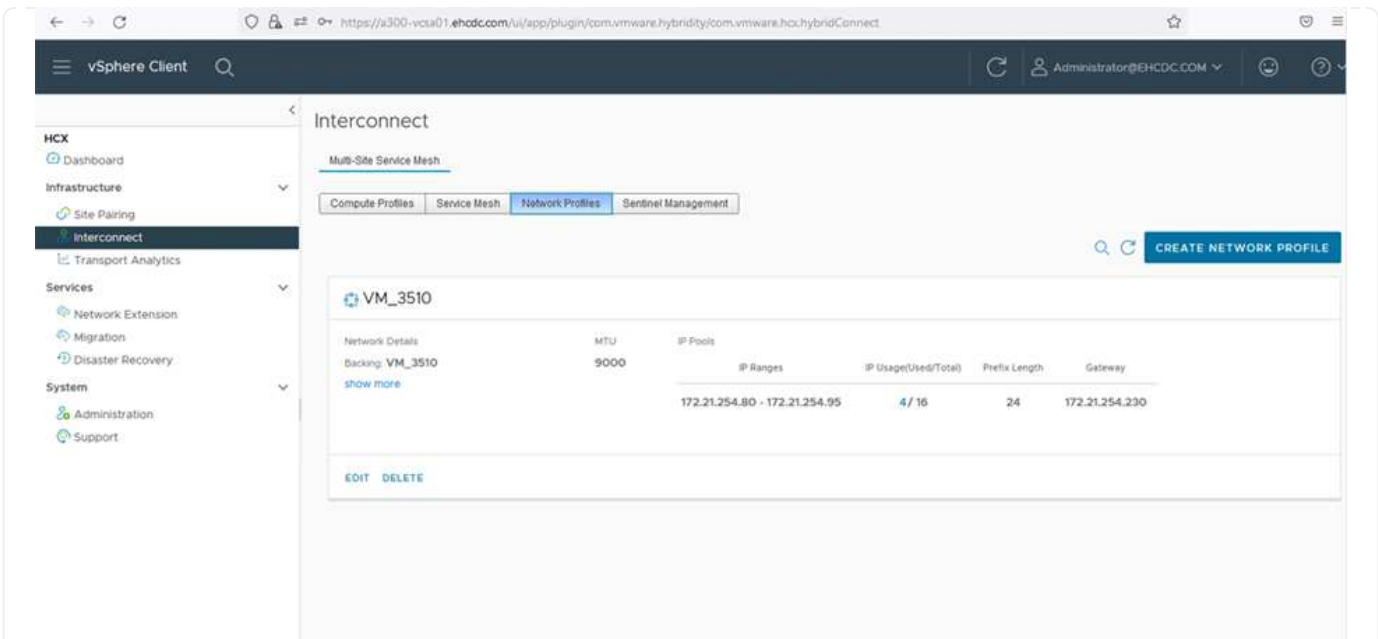 https://a300-vcsa01.ehcdc.com/ui/app/plugin/com.vmware.hybridity/com.vmware.hcx.hybridConnect
vSphere Client
Administrator@EHCDC.COM
HCX
Dashboard
Infrastructure
Site Pairing
Interconnect
Transport Analytics
Services
Network Extension
Migration
Disaster Recovery
System
Administration
Support
Interconnect
Multi-Site Service Mesh
Compute Profiles Service Mesh Network Profiles Sentinel Management
CREATE NETWORK PROFILE
VM_3510
Network Details MTU IP Pools
Backing: VM_3510 9000 IP Ranges IP Usage(Used/Total) Prefix Length Gateway
show more
172.21.254.80 - 172.21.254.95 4/ 16 24 172.21.254.230
EDIT DELETE